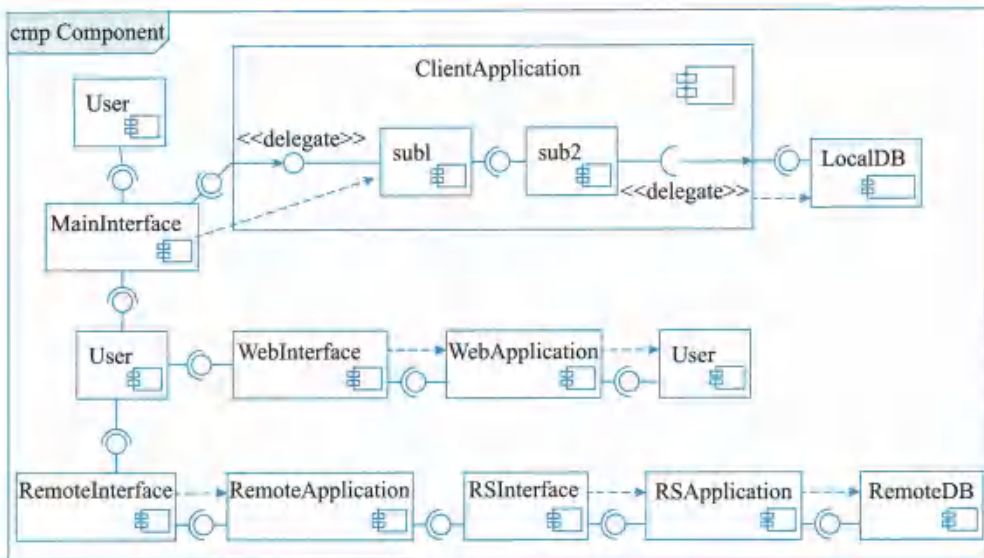 cmp Component
ClientApplication
User
<<delegate>>
subl
sub2
LocalDB
<<delegate>>
MainInterface
User
WebInterface
WebApplication
User
RemoteInterface
RemoteApplication
RSInterface
RSApplication
RemoteDB